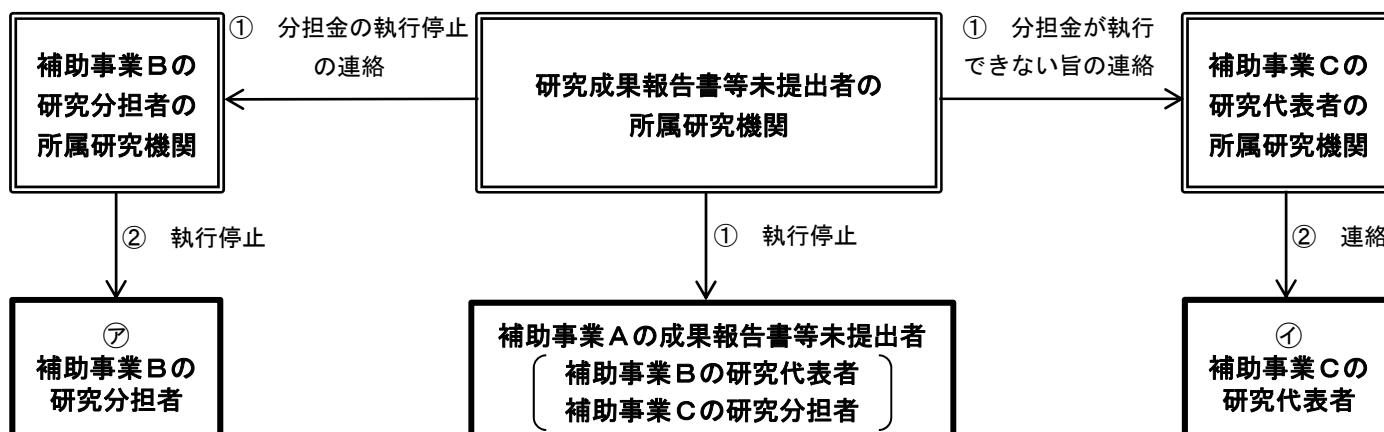 ① 分担金の執行停止
の連絡
① 分担金が執行
できない旨の連絡
補助事業Ｂの
研究分担者の
所属研究機関
研究成果報告書等未提出者の
所属研究機関
補助事業Ｃの
研究代表者の
所属研究機関
② 執行停止
① 執行停止
② 連絡
㋐
補助事業Ｂの
研究分担者
補助事業Ａの成果報告書等未提出者
補助事業Ｂの研究代表者
補助事業Ｃの研究分担者
㋑
補助事業Ｃの
研究代表者